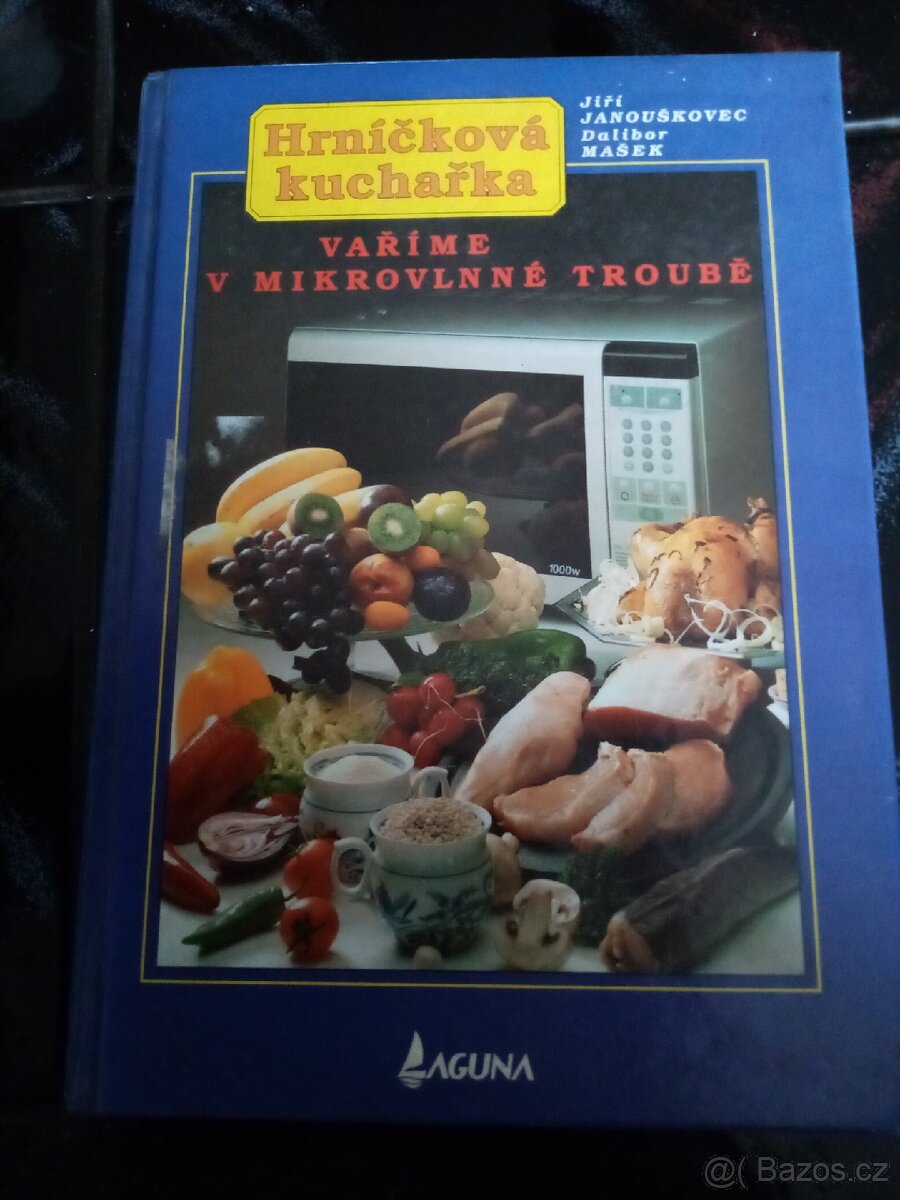 Jiří
JANOUŠKOVEC
Dalibor
MAŠEK
Hrníčková
kuchařka
VAŘÍME
V MIKROVLNNÉ TROUBĚ
1000w
LAGUNA
@( Bazos.cz